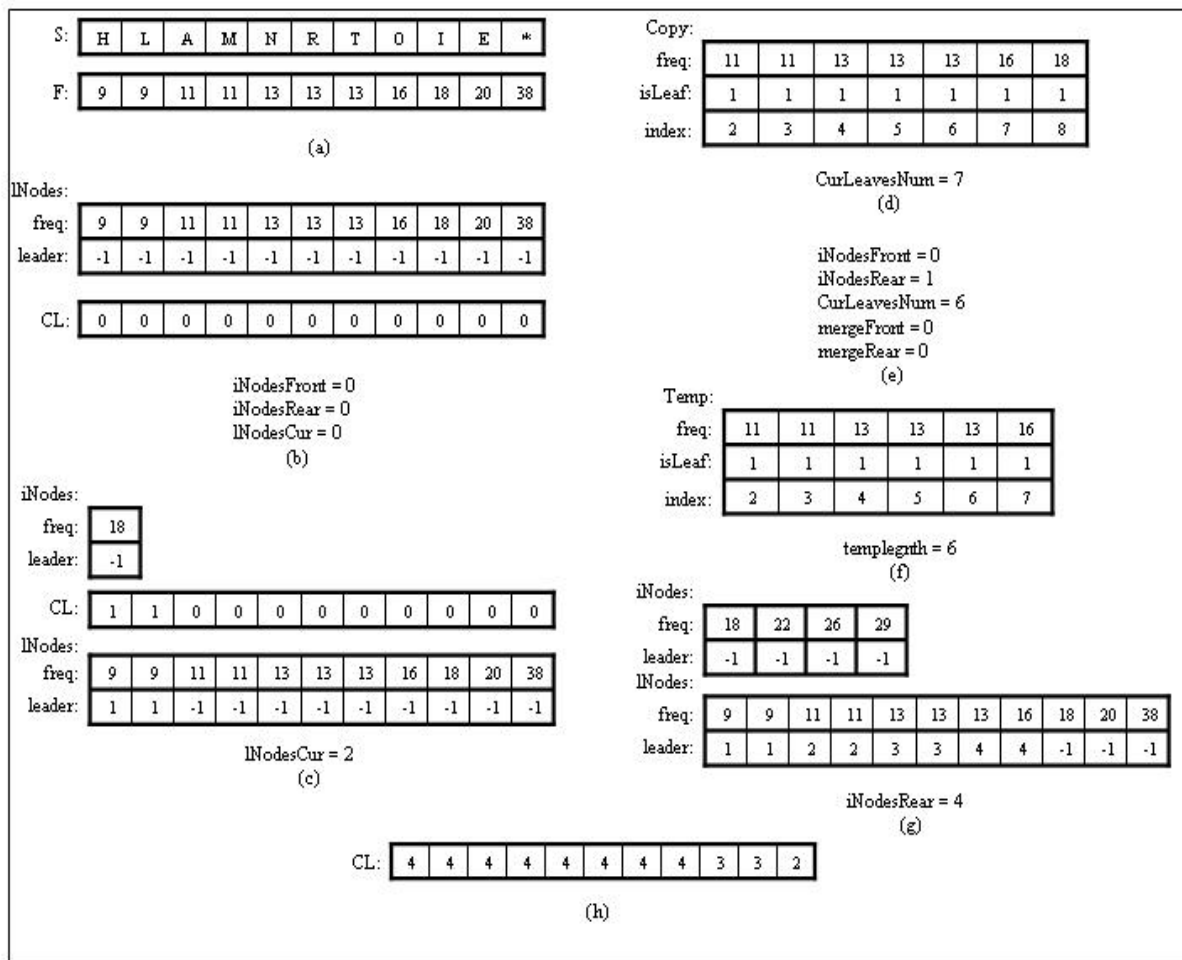 S: H L A M N R T O I E *
F: 9 9 11 11 13 13 13 16 18 20 38
(a)
lNodes:
freq: 9 9 11 11 13 13 13 16 18 20 38
leader: -1 -1 -1 -1 -1 -1 -1 -1 -1 -1 -1
CL: 0 0 0 0 0 0 0 0 0 0 0
iNodesFront = 0
iNodesRear = 0
lNodesCur = 0
(b)
iNodes:
freq: 18
leader: -1
CL: 1 1 0 0 0 0 0 0 0 0 0
lNodes:
freq: 9 9 11 11 13 13 13 16 18 20 38
leader: 1 1 -1 -1 -1 -1 -1 -1 -1 -1 -1
lNodesCur = 2
(c)
Copy:
freq: 11 11 13 13 13 16 18
isLeaf: 1 1 1 1 1 1 1
index: 2 3 4 5 6 7 8
CurLeavesNum = 7
(d)
iNodesFront = 0
iNodesRear = 1
CurLeavesNum = 6
mergeFront = 0
mergeRear = 0
(e)
Temp:
freq: 11 11 13 13 13 16
isLeaf: 1 1 1 1 1 1
index: 2 3 4 5 6 7
templegnth = 6
(f)
iNodes:
freq: 18 22 26 29
leader: -1 -1 -1 -1
lNodes:
freq: 9 9 11 11 13 13 13 16 18 20 38
leader: 1 1 2 2 3 3 4 4 -1 -1 -1
iNodesRear = 4
(g)
CL: 4 4 4 4 4 4 4 4 3 3 2
(h)